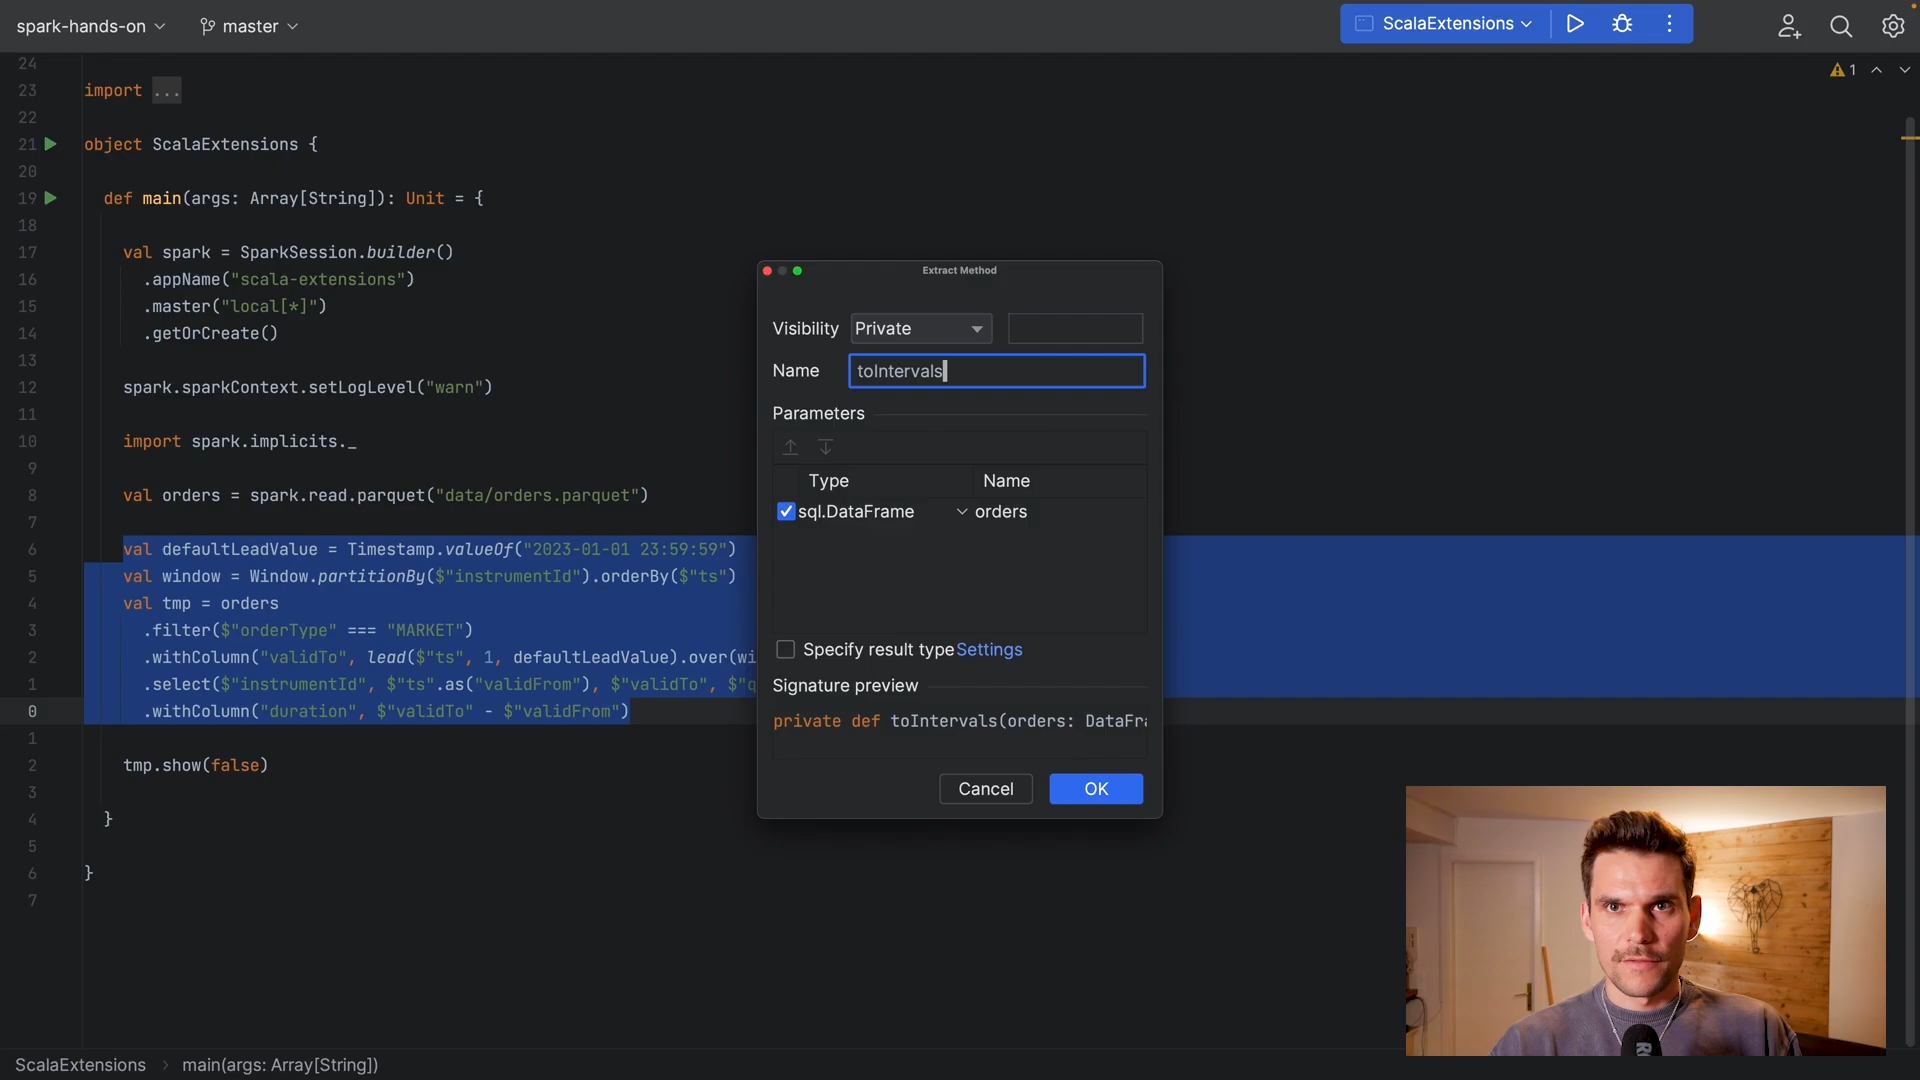 spark-hands-on
master
ScalaExtensions
1
24
23 import ...
22
21 object ScalaExtensions {
20
19 def main(args: Array[String]): Unit = {
18
17 val spark = SparkSession.builder()
16 .appName("scala-extensions")
15 .master("local[*]")
14 .getOrCreate()
13
12 spark.sparkContext.setLogLevel("warn")
11
10 import spark.implicits._
9
8 val orders = spark.read.parquet("data/orders.parquet")
7
6 val defaultLeadValue = Timestamp.valueOf("2023-01-01 23:59:59")
5 val window = Window.partitionBy($"instrumentId").orderBy($"ts")
4 val tmp = orders
3 .filter($"orderType" === "MARKET")
2 .withColumn("validTo", lead($"ts", 1, defaultLeadValue).over(wi
1 .select($"instrumentId", $"ts".as("validFrom"), $"validTo", $"q
0 .withColumn("duration", $"validTo" - $"validFrom")
1
2 tmp.show(false)
3
4 }
5
6 }
7
Extract Method
Visibility Private
Name toIntervals
Parameters
Type Name
sql.DataFrame orders
Specify result type Settings
Signature preview
private def toIntervals(orders: DataFra
Cancel OK
ScalaExtensions > main(args: Array[String])